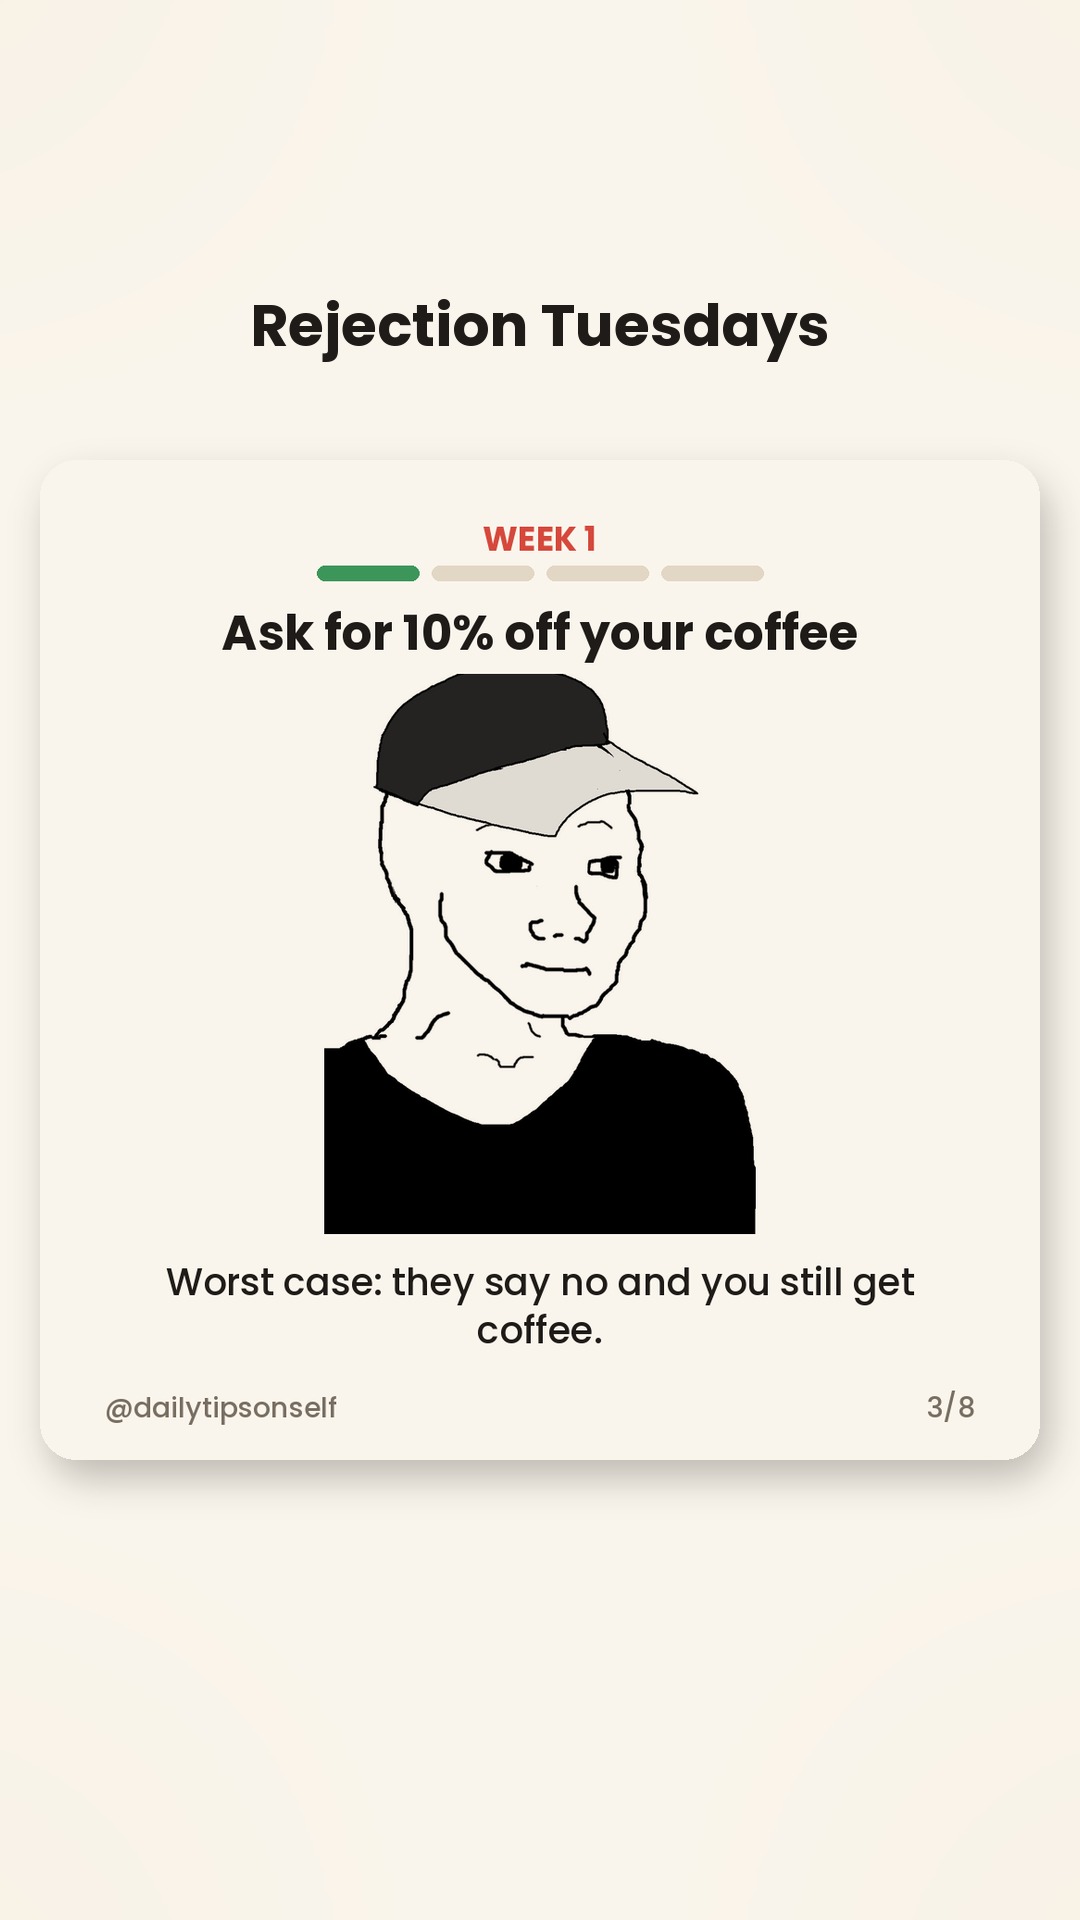 Rejection Tuesdays
WEEK 1
Ask for 10% off your coffee
Worst case: they say no and you still get
coffee.
@dailytipsonself
3/8